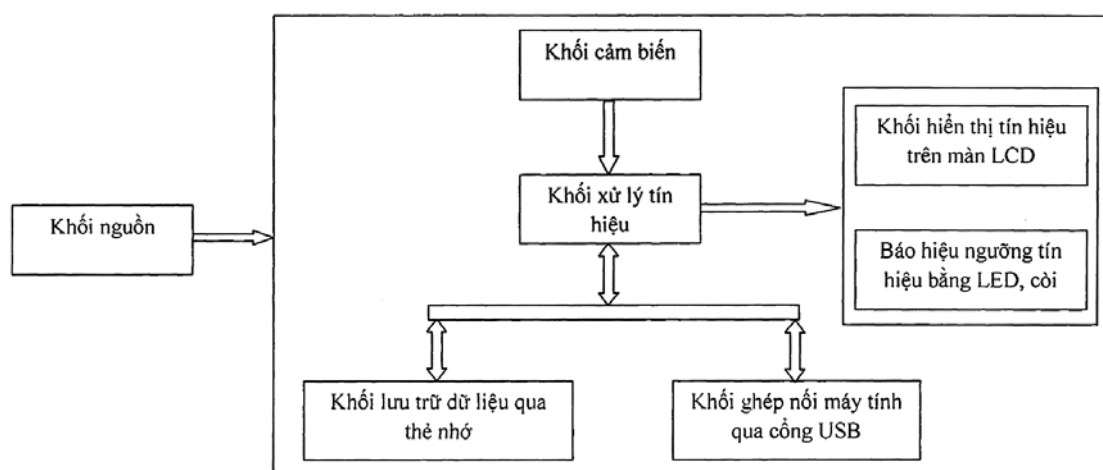 Khối cảm biến
Khối hiển thị tín hiệu
trên màn LCD
Khối xử lý tín
hiệu
Khối nguồn
Báo hiệu ngưỡng tín
hiệu bằng LED, còi
Khối lưu trữ dữ liệu qua
thẻ nhớ
Khối ghép nối máy tính
qua cổng USB